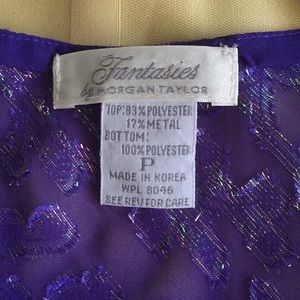 Fantasies
by MORGAN TAYLOR
TOP: 83% POLYESTER
17% METAL
BOTTOM:
100% POLYESTER
P
MADE IN KOREA
WPL 8046
SEE REV FOR CARE